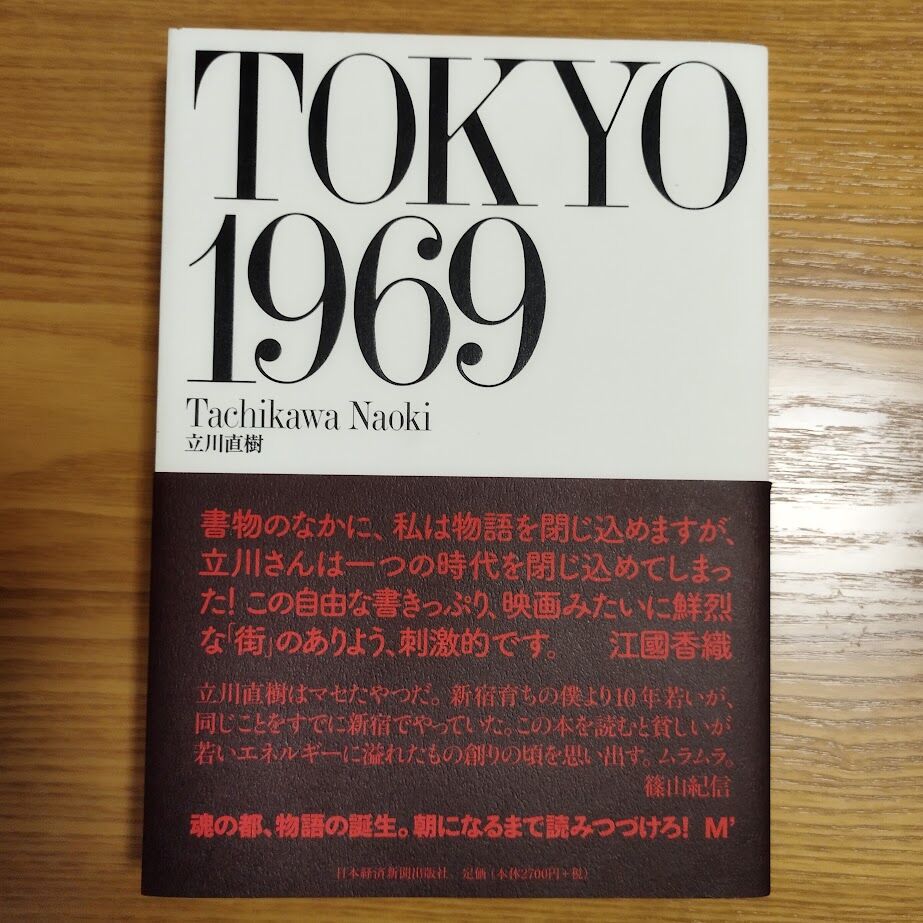 TOKYO
1969
Tachikawa Naoki
立川直樹
書物のなかに、私は物語を閉じ込めますが、
立川さんは一つの時代を閉じ込めてしまっ
た！この自由な書きっぷり、映画みたいに鮮烈
な「街」のありよう、刺激的です。 江國香織
立川直樹はマセたやつだ。新宿育ちの僕より10年若いが、
同じことをすでに新宿でやっていた。この本を読むと貧しいが
若いエネルギーに溢れたもの創りの頃を思い出す。ムラムラ。
篠山紀信
魂の都、物語の誕生。朝になるまで読みつづけろ！ M'
日本経済新聞出版社 定価（本体2700円＋税）